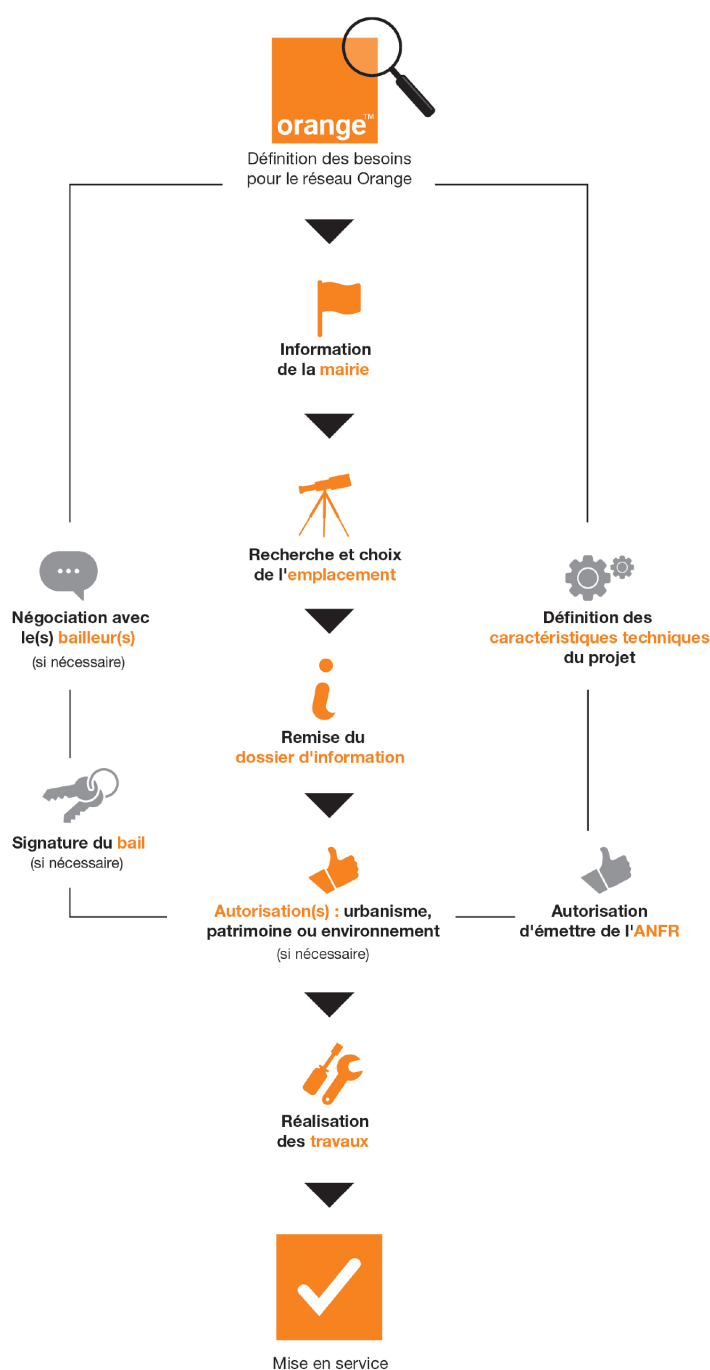 orange™
Définition des besoins
pour le réseau Orange
Information
de la mairie
Recherche et choix
de l'emplacement
Négociation avec
le(s) bailleur(s)
(si nécessaire)
Définition des
caractéristiques techniques
du projet
Remise du
dossier d'information
Signature du bail
(si nécessaire)
Autorisation(s) : urbanisme,
patrimoine ou environnement
(si nécessaire)
Autorisation
d'émettre de l'ANFR
Réalisation
des travaux
Mise en service